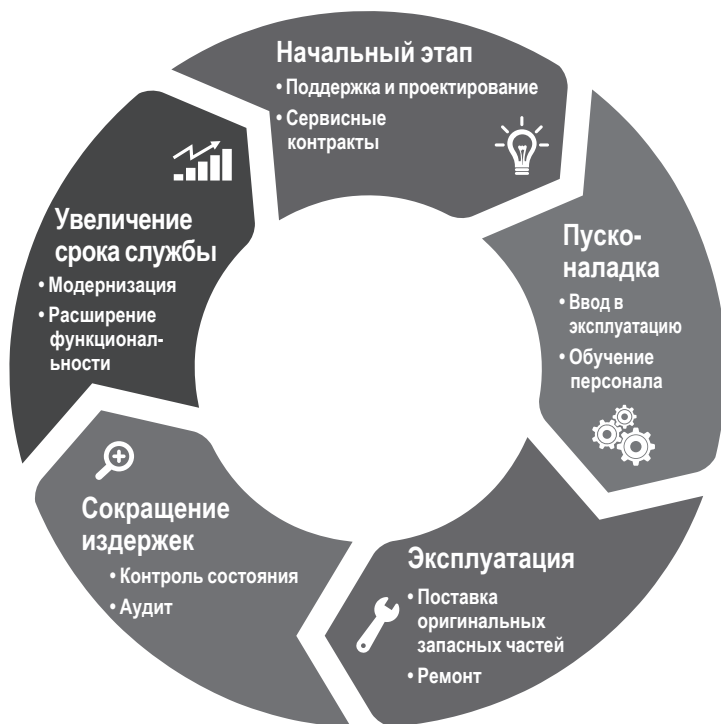 Начальный этап
• Поддержка и проектирование
• Сервисные
контракты
Пуско-
наладка
• Ввод в
эксплуатацию
• Обучение
персонала
Эксплуатация
• Поставка
оригинальных
запасных частей
• Ремонт
Сокращение
издержек
• Контроль состояния
• Аудит
Увеличение
срока службы
• Модернизация
• Расширение
функционал-
ьности